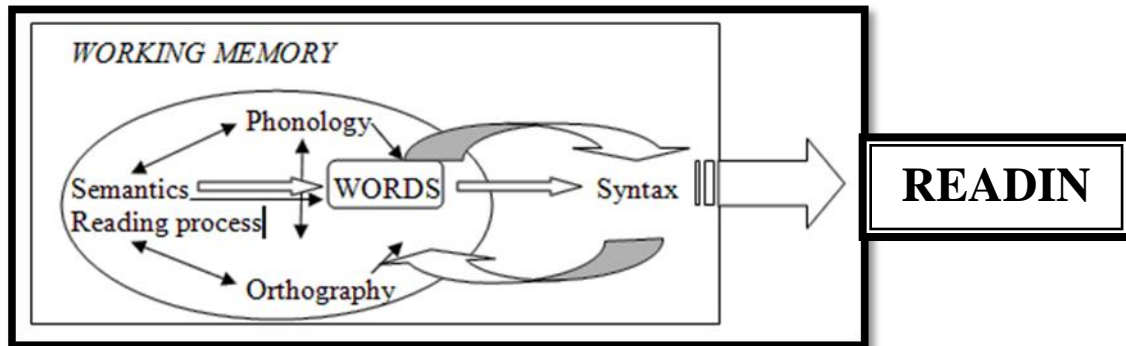 WORKING MEMORY
Phonology
Semantics
WORDS
Syntax
Reading process
Orthography
READIN